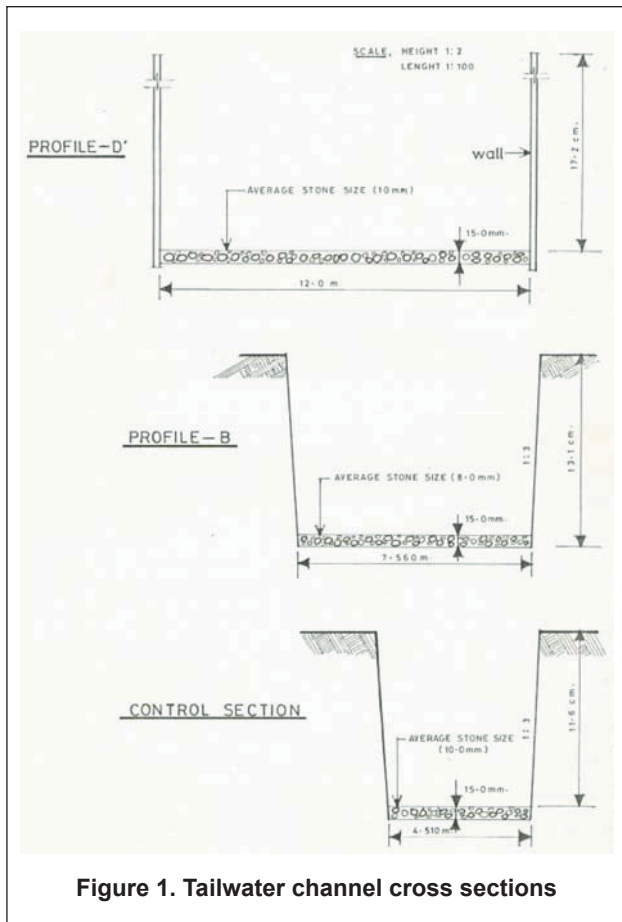 SCALE, HEIGHT 1:2
LENGHT 1:100
PROFILE-D'
wall
17-2 cm.
AVERAGE STONE SIZE (10mm)
15-0mm.
12-0 m.
PROFILE-B
1:3
13-1 cm.
AVERAGE STONE SIZE (8-0mm)
15-0mm.
7-560 m.
CONTROL SECTION
1:3
11-6 cm.
AVERAGE STONE SIZE
(10-0mm)
15-0mm.
4-510 m.
Figure 1. Tailwater channel cross sections